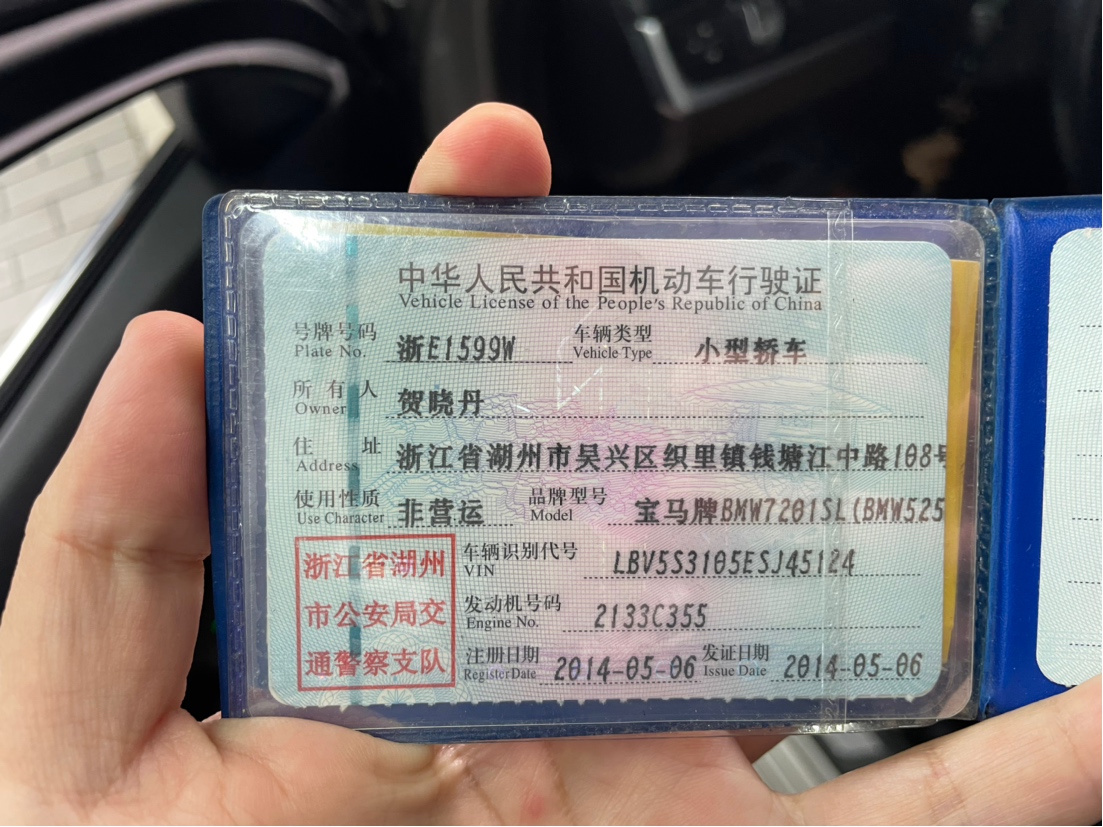 中华人民共和国机动车行驶证
Vehicle License of the People's Republic of China
号牌号码 浙E1599W 车辆类型 小型轿车
Plate No. Vehicle Type
所有人 贺晓丹
Owner
住址 浙江省湖州市吴兴区织里镇钱塘江中路108号
Address
使用性质 非营运 品牌型号 宝马牌BMW7201SL(BMW525
Use Character Model
浙江省湖州
市公安局交
通警察支队
车辆识别代号 LBV5S3105ESJ45124
VIN
发动机号码 2133C355
Engine No.
注册日期 2014-05-06 发证日期 2014-05-06
Register Date Issue Date